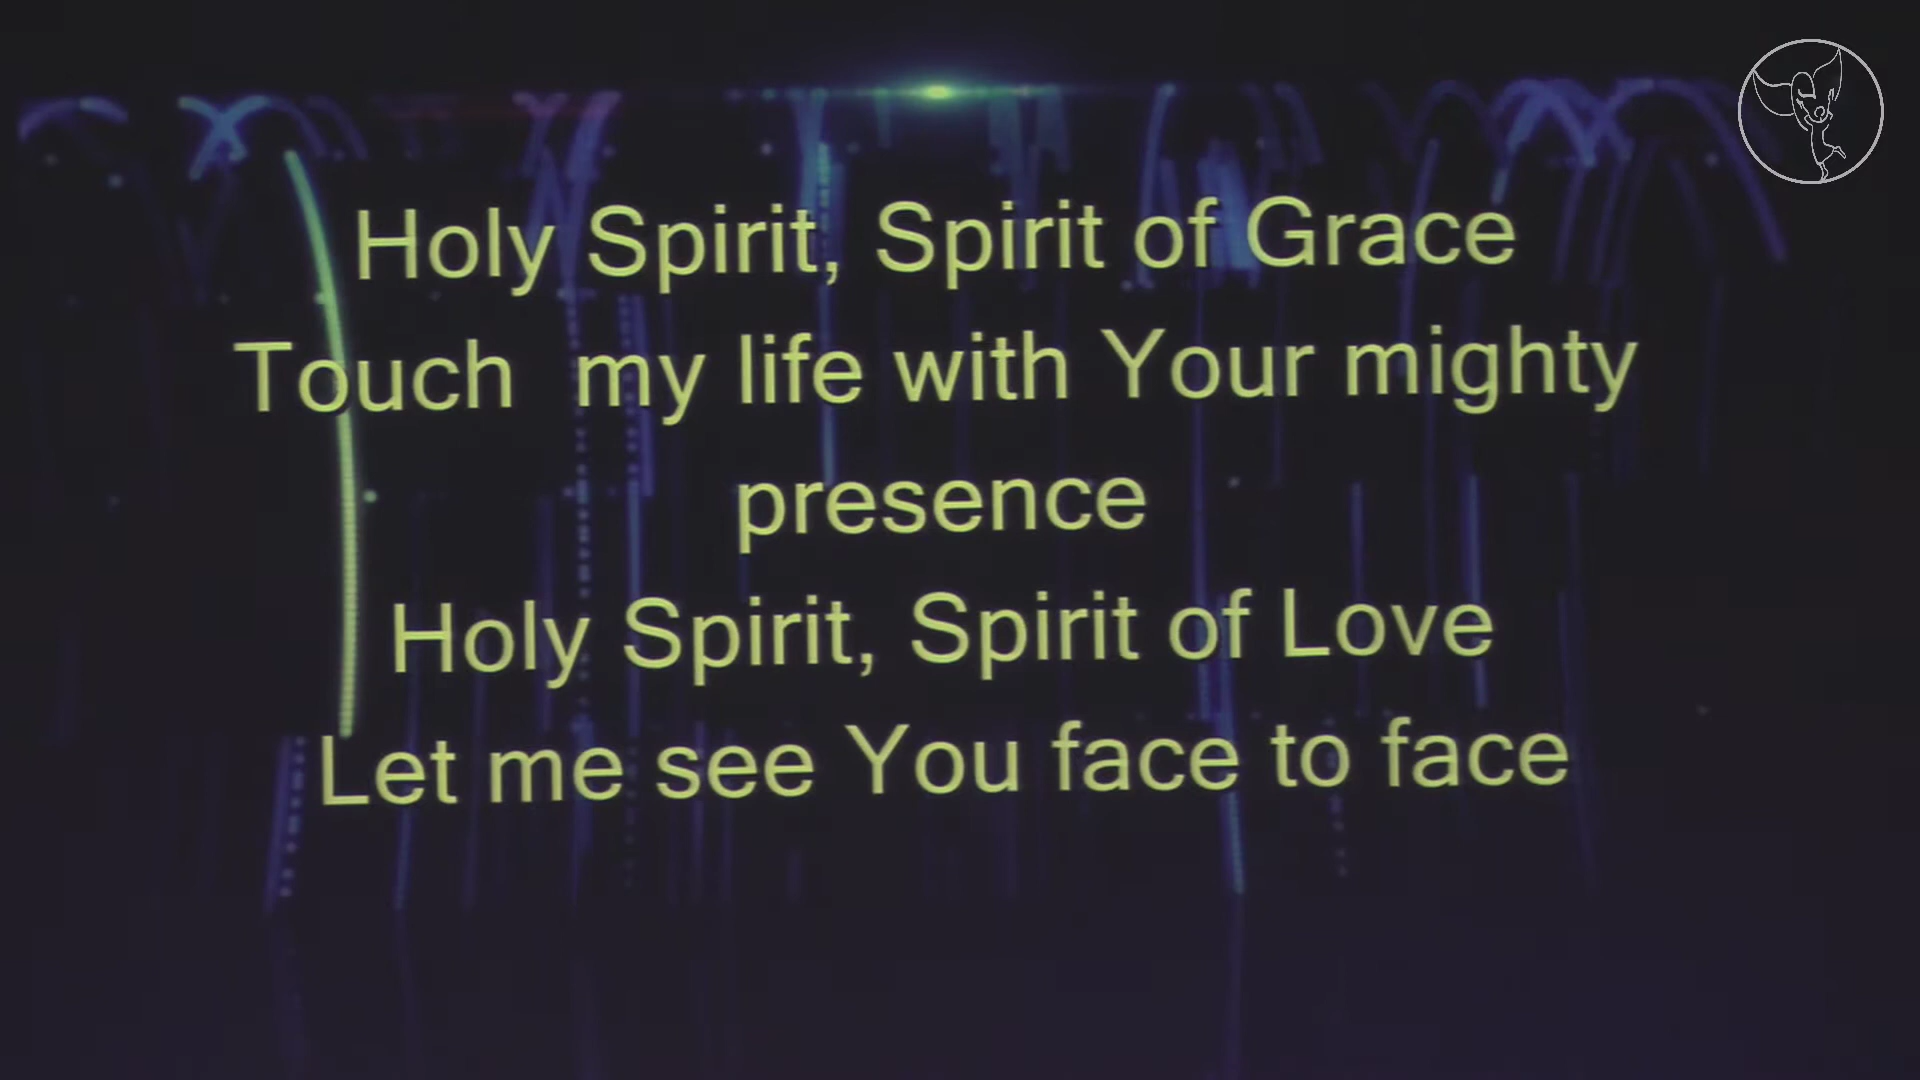 Holy Spirit, Spirit of Grace
Touch my life with Your mighty
presence
Holy Spirit, Spirit of Love
Let me see You face to face